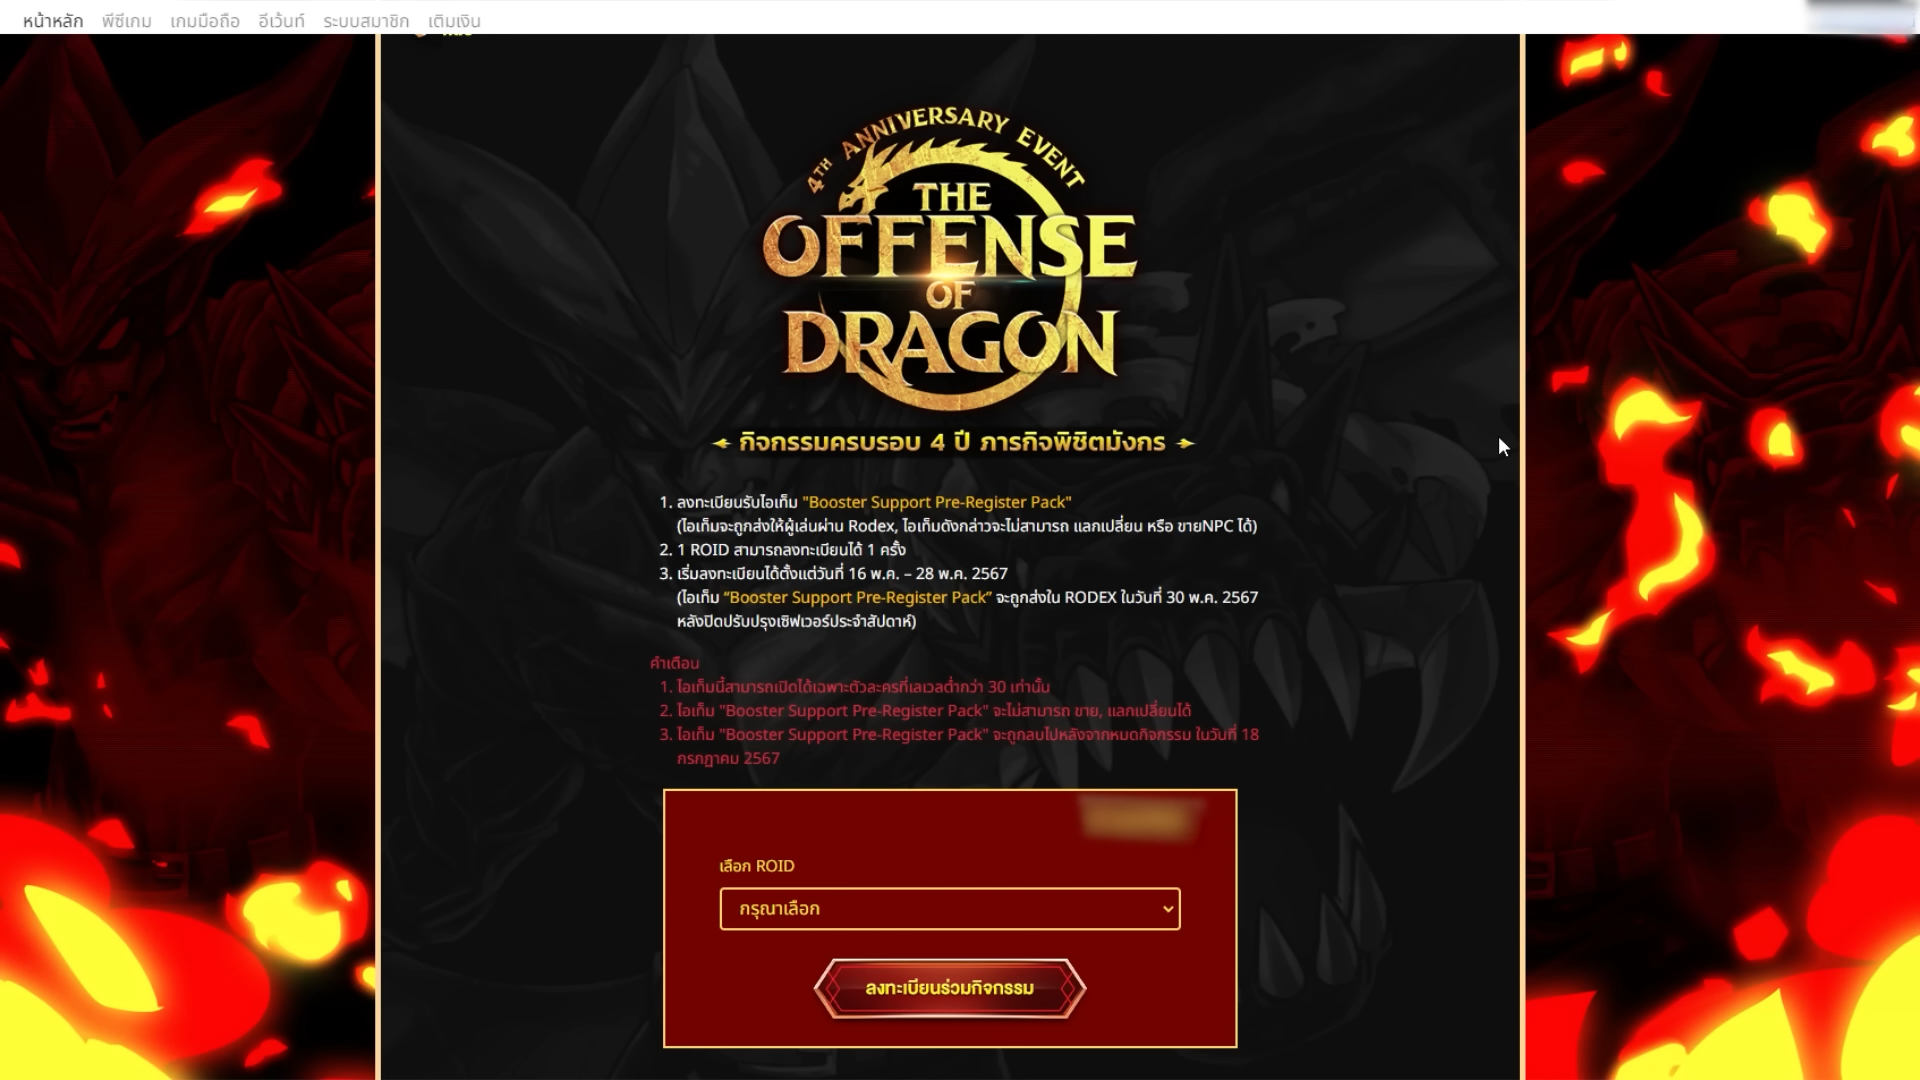 หน้าหลัก พีซีเกม เกมมือถือ อีเว้นท์ ระบบสมาชิก เติมเงิน
4TH ANNIVERSARY EVENT
THE
OFFENSE
OF
DRAGON
กิจกรรมครบรอบ 4 ปี ภารกิจพิชิตมังกร
1. ลงทะเบียนรับไอเท็ม "Booster Support Pre-Register Pack"
(ไอเท็มจะถูกส่งให้ผู้เล่นผ่าน Rodex, ไอเท็มดังกล่าวจะไม่สามารถ แลกเปลี่ยน หรือ ขายNPC ได้)
2. 1 ROID สามารถลงทะเบียนได้ 1 ครั้ง
3. เริ่มลงทะเบียนได้ตั้งแต่วันที่ 16 พ.ค. – 28 พ.ค. 2567
(ไอเท็ม “Booster Support Pre-Register Pack” จะถูกส่งใน RODEX ในวันที่ 30 พ.ค. 2567
หลังปิดปรับปรุงเซิฟเวอร์ประจำสัปดาห์)
คำเตือน
1. ไอเท็มนี้สามารถเปิดได้เฉพาะตัวละครที่เลเวลต่ำกว่า 30 เท่านั้น
2. ไอเท็ม "Booster Support Pre-Register Pack" จะไม่สามารถ ขาย, แลกเปลี่ยนได้
3. ไอเท็ม "Booster Support Pre-Register Pack" จะถูกลบไปหลังจากหมดกิจกรรม ในวันที่ 18
กรกฎาคม 2567
เลือก ROID
กรุณาเลือก
ลงทะเบียนร่วมกิจกรรม